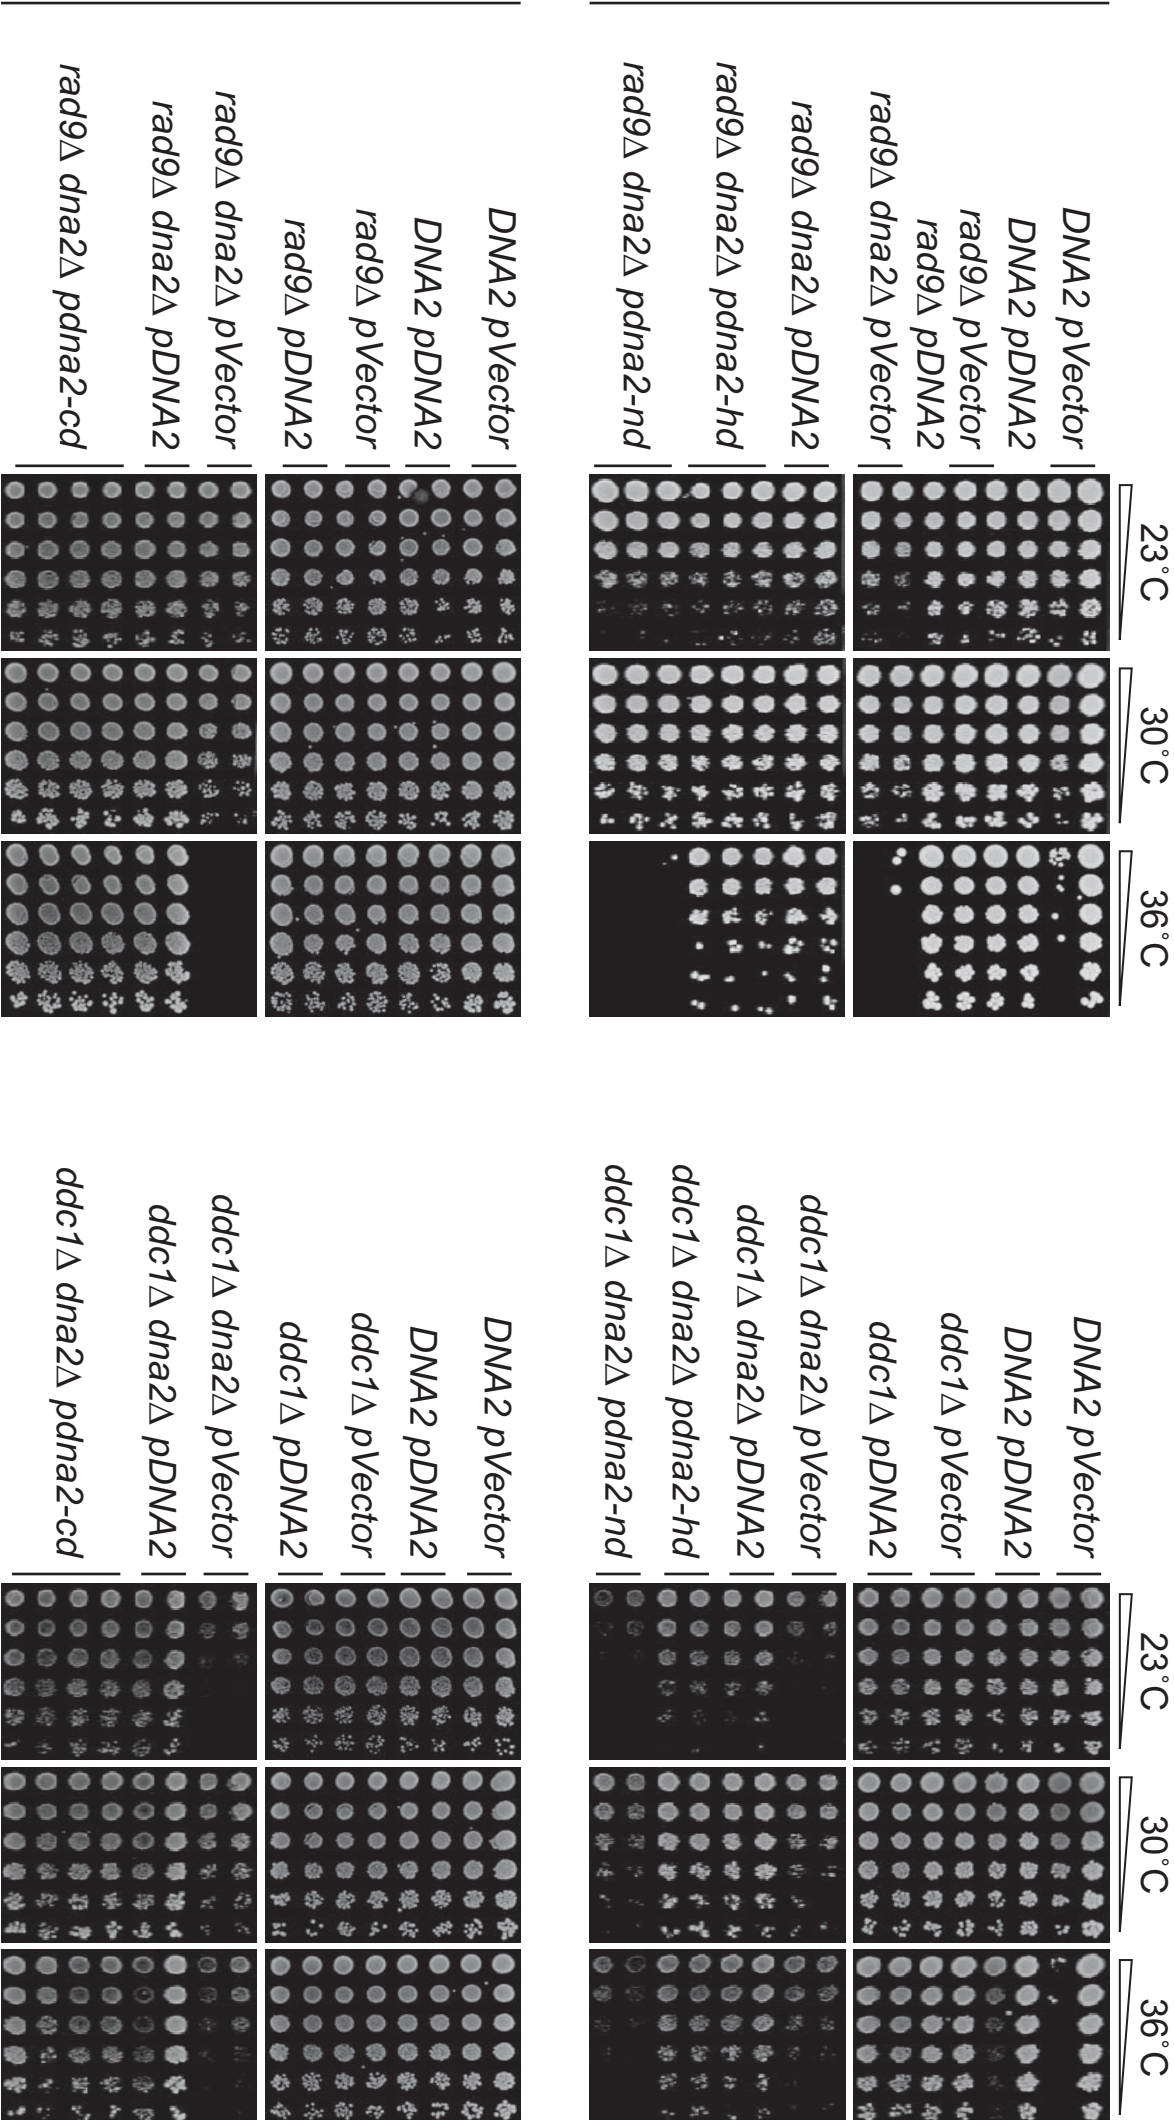 23°C 30°C 36°C
DNA2 pVector
DNA2 pDNA2
rad9Δ pVector
rad9Δ pDNA2
rad9Δ dna2Δ pVector
rad9Δ dna2Δ pDNA2
rad9Δ dna2Δ pdna2-hd
rad9Δ dna2Δ pdna2-nd
23°C 30°C 36°C
DNA2 pVector
DNA2 pDNA2
ddc1Δ pVector
ddc1Δ pDNA2
ddc1Δ dna2Δ pVector
ddc1Δ dna2Δ pDNA2
ddc1Δ dna2Δ pdna2-hd
ddc1Δ dna2Δ pdna2-nd
DNA2 pVector
DNA2 pDNA2
rad9Δ pVector
rad9Δ pDNA2
rad9Δ dna2Δ pVector
rad9Δ dna2Δ pDNA2
rad9Δ dna2Δ pdna2-cd
DNA2 pVector
DNA2 pDNA2
ddc1Δ pVector
ddc1Δ pDNA2
ddc1Δ dna2Δ pVector
ddc1Δ dna2Δ pDNA2
ddc1Δ dna2Δ pdna2-cd